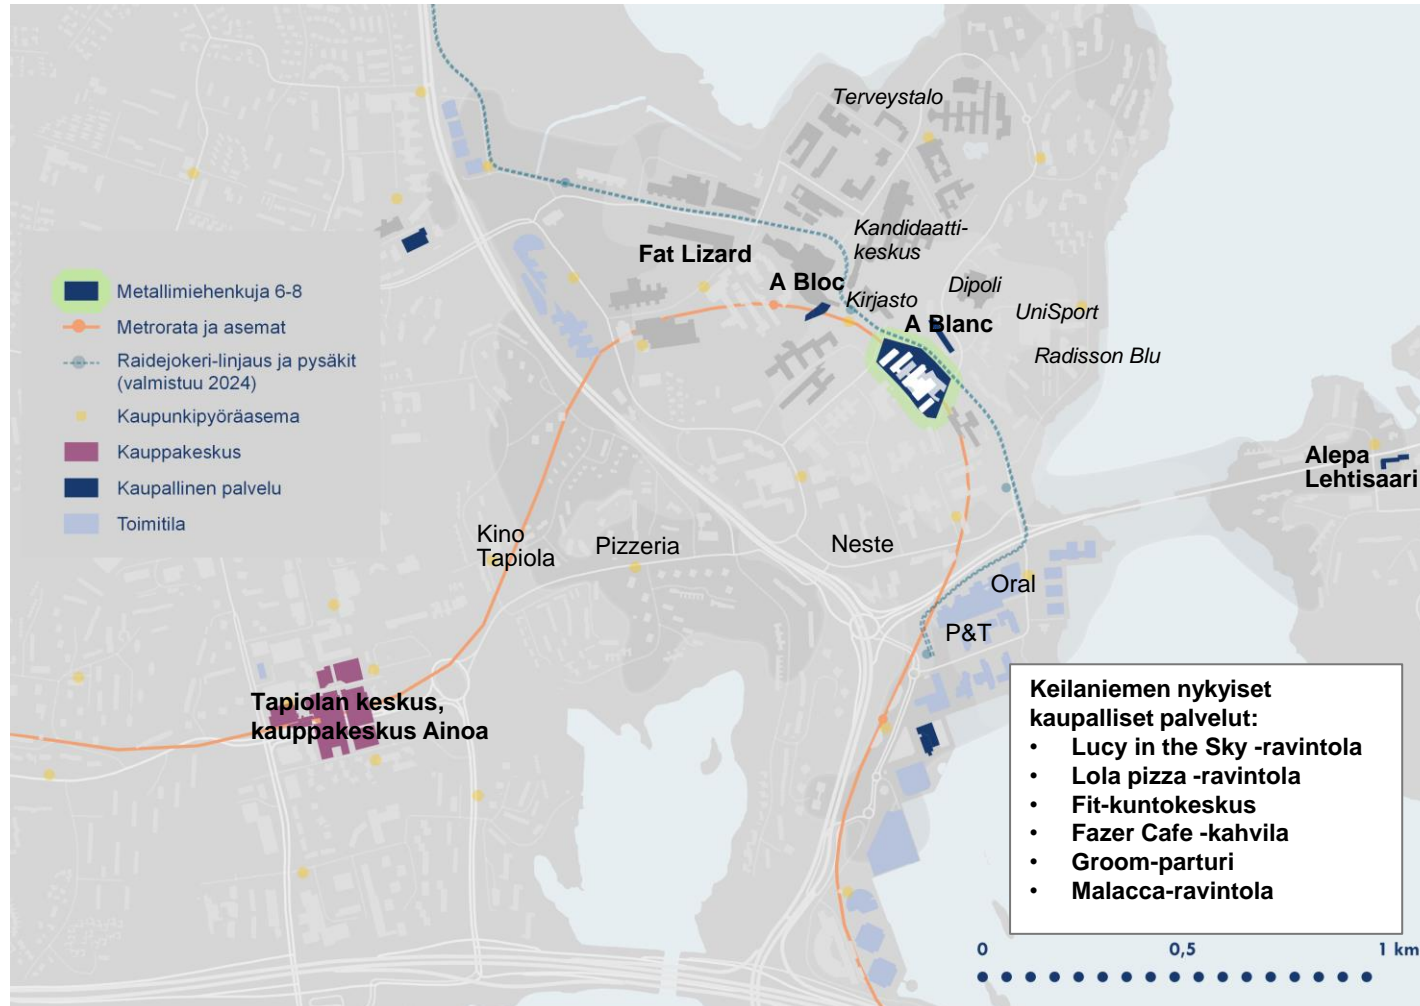 Terveystalo
Kandidaatti-
keskus
Fat Lizard
A Bloc
Kirjasto
Dipoli
A Blanc
UniSport
Radisson Blu
Metallimiehenkuja 6-8
Metrorata ja asemat
Raidejokeri-linjaus ja pysäkit
(valmistuu 2024)
Kaupunkipyöräasema
Kauppakeskus
Kaupallinen palvelu
Toimitila
Alepa
Lehtisaari
Kino
Tapiola
Pizzeria
Neste
Oral
P&T
Tapiolan keskus,
kauppakeskus Ainoa
Keilaniemen nykyiset
kaupalliset palvelut:
• Lucy in the Sky -ravintola
• Lola pizza -ravintola
• Fit-kuntokeskus
• Fazer Cafe -kahvila
• Groom-parturi
• Malacca-ravintola
0 0,5 1 km